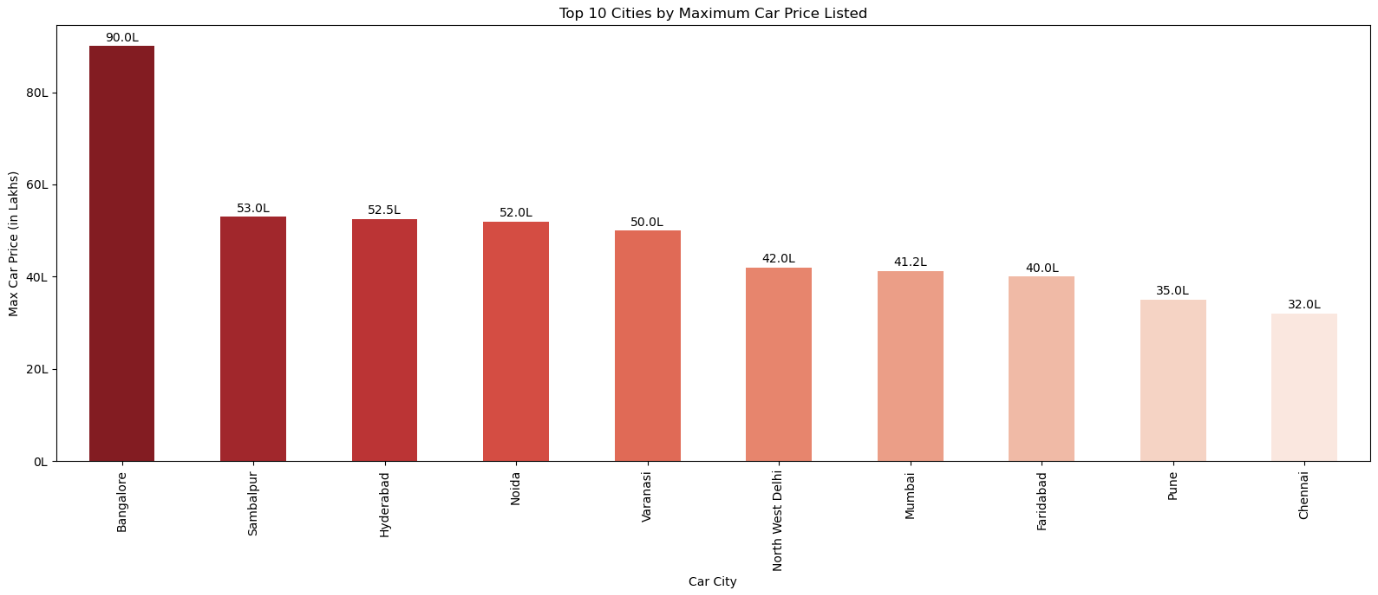 Top 10 Cities by Maximum Car Price Listed
Max Car Price (in Lakhs)
80L
60L
40L
20L
0L
90.0L
53.0L
52.5L
52.0L
50.0L
42.0L
41.2L
40.0L
35.0L
32.0L
Bangalore
Sambalpur
Hyderabad
Noida
Varanasi
North West Delhi
Mumbai
Faridabad
Pune
Chennai
Car City